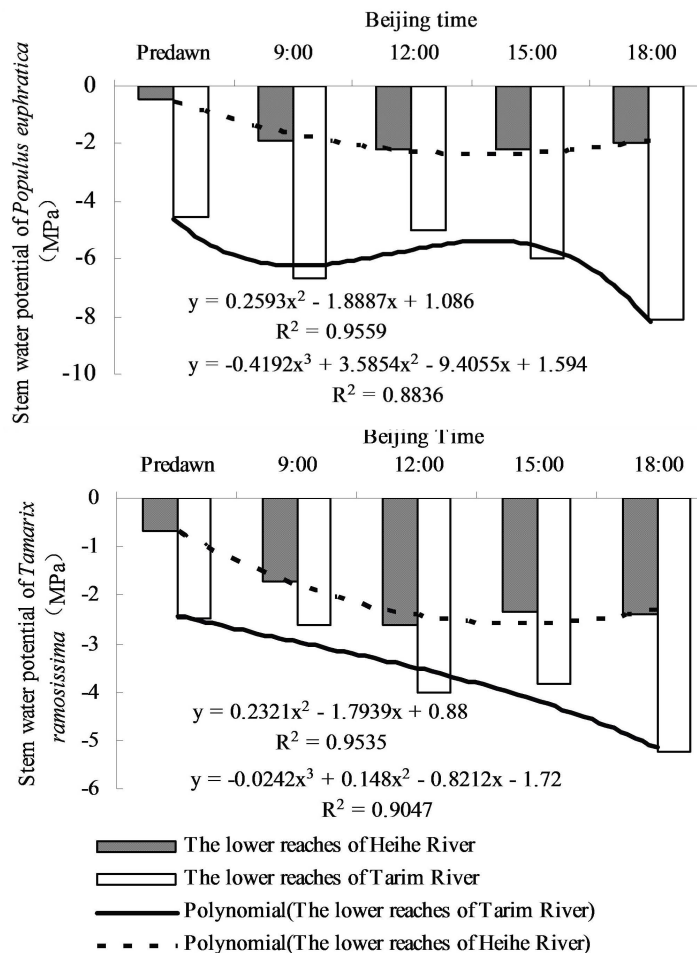 Beijing time
Predawn 9:00 12:00 15:00 18:00
0
-2
-4
-6
-8
-10
Stem water potential of Populus euphratica
(MPa)
y = 0.2593x² - 1.8887x + 1.086
R² = 0.9559
y = -0.4192x³ + 3.5854x² - 9.4055x + 1.594
R² = 0.8836
Beijing Time
Predawn 9:00 12:00 15:00 18:00
0
-1
-2
-3
-4
-5
-6
Stem water potential of Tamarix
ramosissima (MPa)
y = 0.2321x² - 1.7939x + 0.88
R² = 0.9535
y = -0.0242x³ + 0.148x² - 0.8212x - 1.72
R² = 0.9047
The lower reaches of Heihe River
The lower reaches of Tarim River
Polynomial(The lower reaches of Tarim River)
Polynomial(The lower reaches of Heihe River)